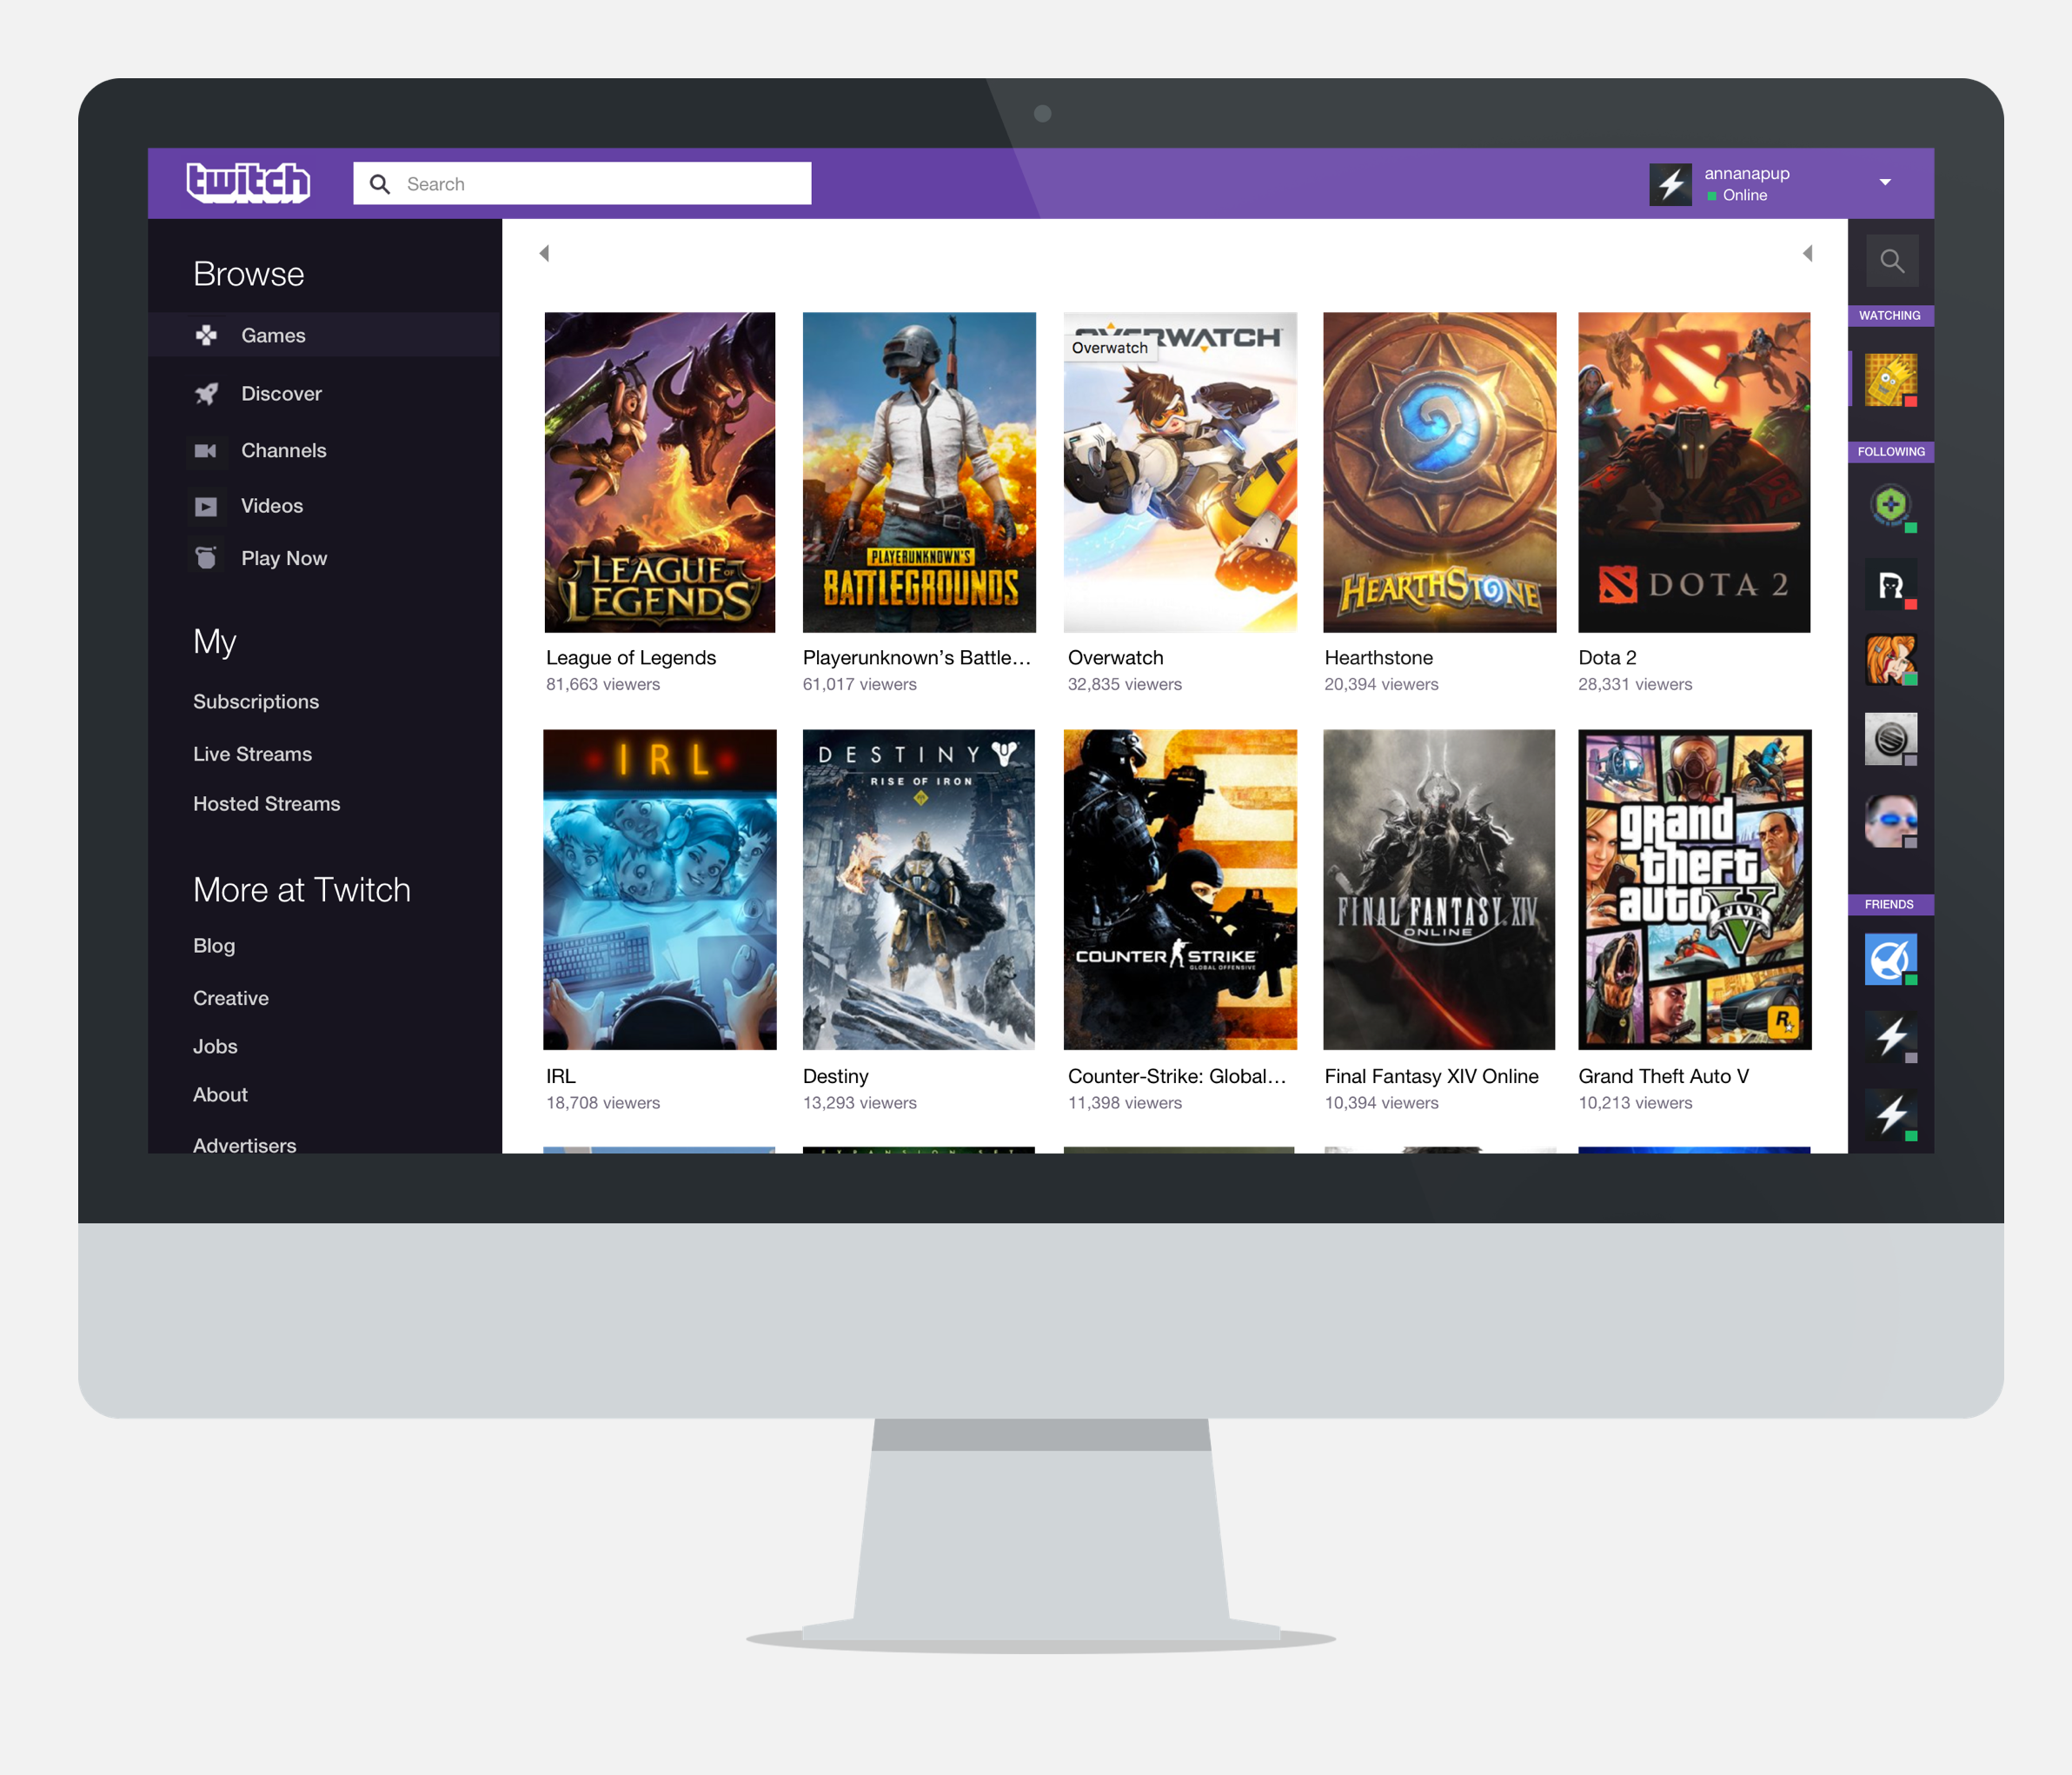 twitch
Search
annanapup
Online
Browse
Games
Discover
Channels
Videos
Play Now
My
Subscriptions
Live Streams
Hosted Streams
More at Twitch
Blog
Creative
Jobs
About
Advertisers
OVERWATCH
Overwatch
LEAGUE OF
LEGENDS
PLAYERUNKNOWN'S
BATTLEGROUNDS
HEARTHSTONE
DOTA 2
League of Legends
81,663 viewers
Playerunknown’s Battle…
61,017 viewers
Overwatch
32,835 viewers
Hearthstone
20,394 viewers
Dota 2
28,331 viewers
IRL
DESTINY
RISE OF IRON
COUNTER STRIKE
GLOBAL OFFENSIVE
FINAL FANTASY XIV
ONLINE
grand
theft
auto
FIVE
V
R
IRL
18,708 viewers
Destiny
13,293 viewers
Counter-Strike: Global…
11,398 viewers
Final Fantasy XIV Online
10,394 viewers
Grand Theft Auto V
10,213 viewers
WATCHING
FOLLOWING
FRIENDS